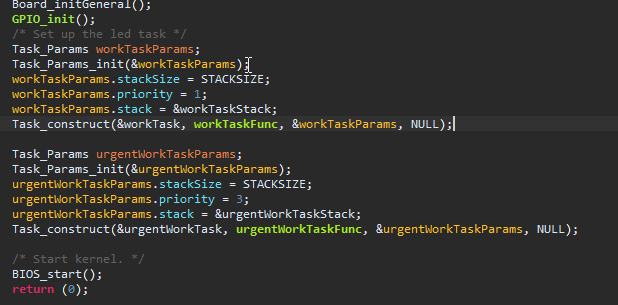 Board_initGeneral();
GPIO_init();
/* Set up the led task */
Task_Params workTaskParams;
Task_Params_init(&workTaskParams);
workTaskParams.stackSize = STACKSIZE;
workTaskParams.priority = 1;
workTaskParams.stack = &workTaskStack;
Task_construct(&workTask, workTaskFunc, &workTaskParams, NULL);
Task_Params urgentWorkTaskParams;
Task_Params_init(&urgentWorkTaskParams);
urgentWorkTaskParams.stackSize = STACKSIZE;
urgentWorkTaskParams.priority = 3;
urgentWorkTaskParams.stack = &urgentWorkTaskStack;
Task_construct(&urgentWorkTask, urgentWorkTaskFunc, &urgentWorkTaskParams, NULL);
/* Start kernel. */
BIOS_start();
return (0);